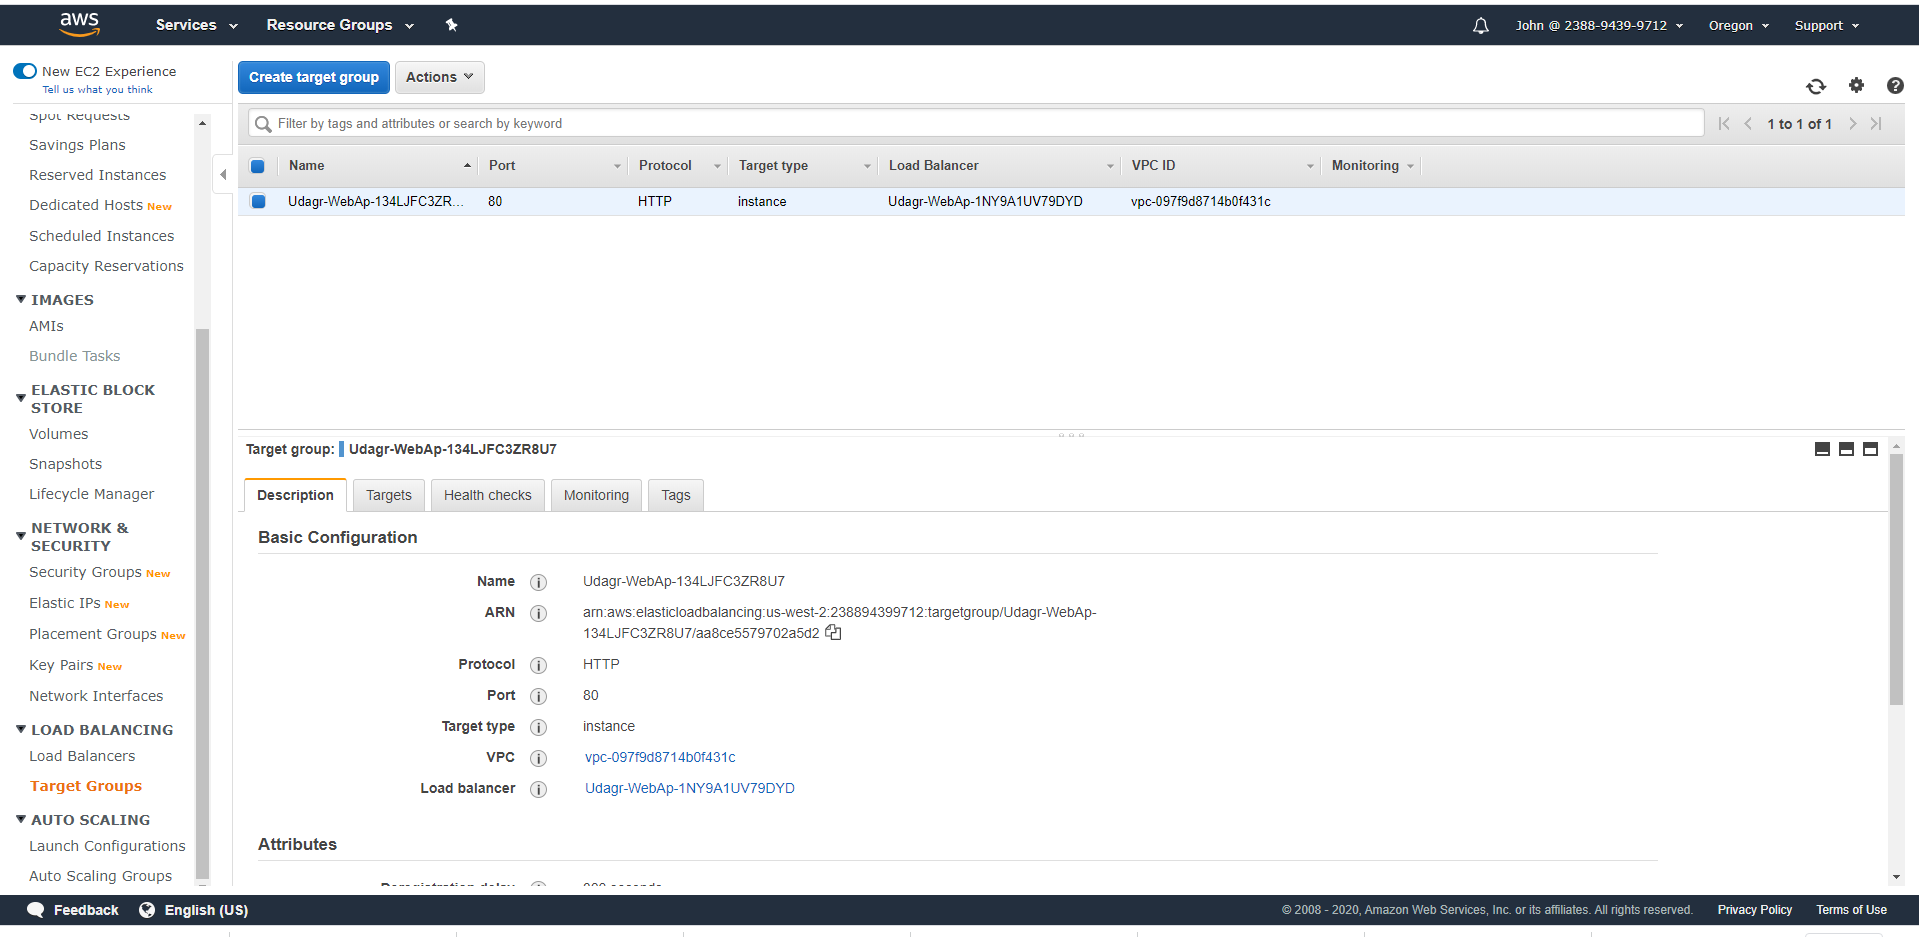 aws Services Resource Groups John @ 2388-9439-9712 Oregon Support
New EC2 Experience
Tell us what you think
Spot Requests
Savings Plans
Reserved Instances
Dedicated Hosts New
Scheduled Instances
Capacity Reservations
IMAGES
AMIs
Bundle Tasks
ELASTIC BLOCK
STORE
Volumes
Snapshots
Lifecycle Manager
NETWORK &
SECURITY
Security Groups New
Elastic IPs New
Placement Groups New
Key Pairs New
Network Interfaces
LOAD BALANCING
Load Balancers
Target Groups
AUTO SCALING
Launch Configurations
Auto Scaling Groups
Create target group Actions
Filter by tags and attributes or search by keyword 1 to 1 of 1
Name Port Protocol Target type Load Balancer VPC ID Monitoring
Udagr-WebAp-134LJFC3ZR... 80 HTTP instance Udagr-WebAp-1NY9A1UV79DYD vpc-097f9d8714b0f431c
Target group: Udagr-WebAp-134LJFC3ZR8U7
Description Targets Health checks Monitoring Tags
Basic Configuration
Name Udagr-WebAp-134LJFC3ZR8U7
ARN arn:aws:elasticloadbalancing:us-west-2:238894399712:targetgroup/Udagr-WebAp-
134LJFC3ZR8U7/aa8ce5579702a5d2
Protocol HTTP
Port 80
Target type instance
VPC vpc-097f9d8714b0f431c
Load balancer Udagr-WebAp-1NY9A1UV79DYD
Attributes
Deregistration delay seconds
Feedback English (US) © 2008 - 2020, Amazon Web Services, Inc. or its affiliates. All rights reserved. Privacy Policy Terms of Use